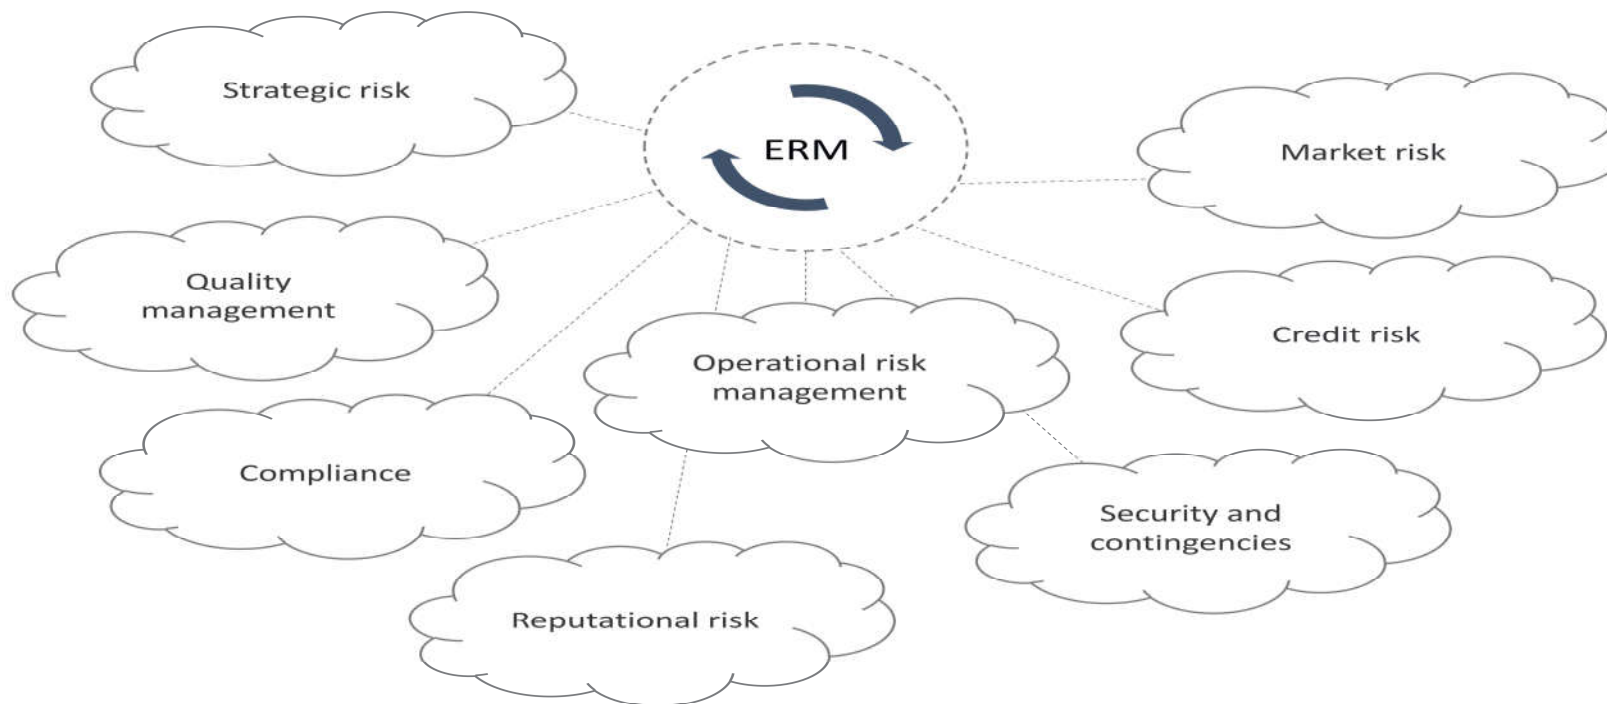 Strategic risk
ERM
Market risk
Quality
management
Operational risk
management
Credit risk
Compliance
Security and
contingencies
Reputational risk